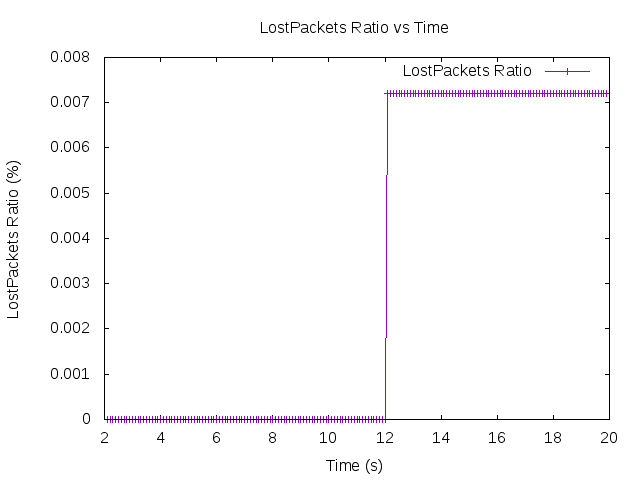 LostPackets Ratio vs Time
LostPackets Ratio
0.008
0.007
0.006
0.005
0.004
0.003
0.002
0.001
0
LostPackets Ratio (%)
2 4 6 8 10 12 14 16 18 20
Time (s)